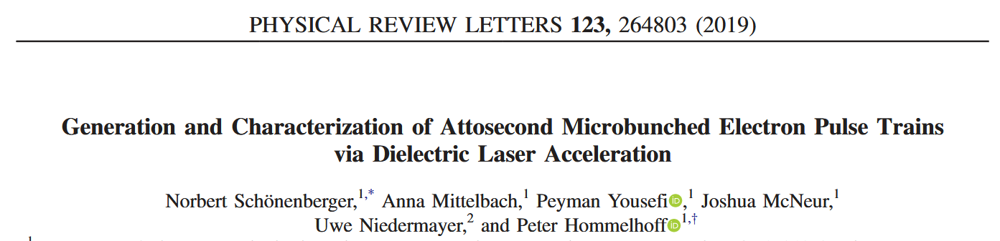 PHYSICAL REVIEW LETTERS 123, 264803 (2019)
Generation and Characterization of Attosecond Microbunched Electron Pulse Trains
via Dielectric Laser Acceleration
Norbert Schönenberger,1,* Anna Mittelbach,1 Peyman Yousefi iD,1 Joshua McNeur,1
Uwe Niedermayer,2 and Peter Hommelhoff iD1,†
1